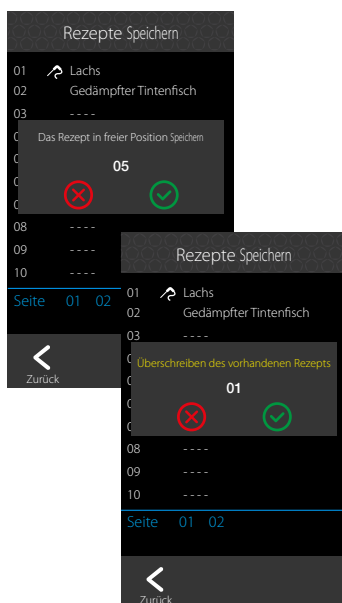 Rezepte Speichern
01 Lachs
02 Gedämpfter Tintenfisch
03 - - - -
Das Rezept in freier Position Speichern
05
08 - - - -
09 - - - -
10 - - - -
Seite 01 02
Zurück
Rezepte Speichern
01 Lachs
02 Gedämpfter Tintenfisch
03 - - - -
Überschreiben des vorhandenen Rezepts
01
08 - - - -
09 - - - -
10 - - - -
Seite 01 02
Zurück